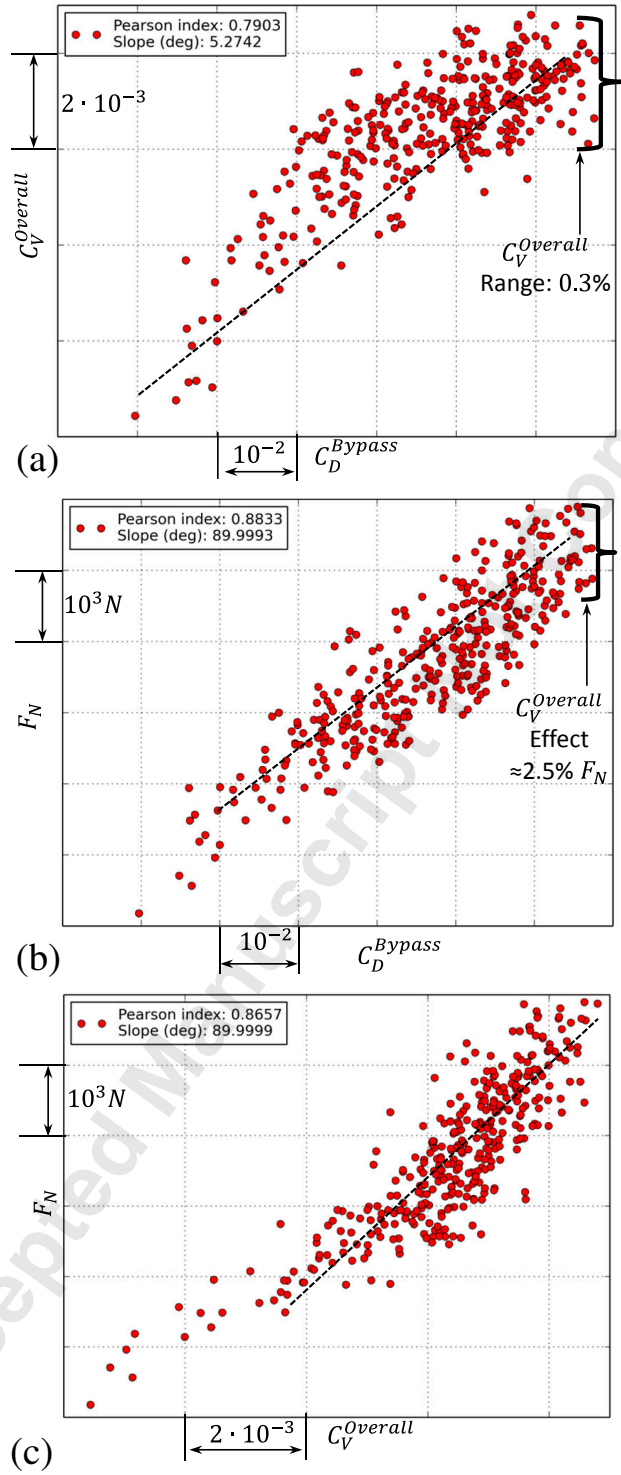 Pearson index: 0.7903
Slope (deg): 5.2742
2 · 10⁻³
C_V^Overall
C_V^Overall
Range: 0.3%
(a)
10⁻²
C_D^Bypass
Pearson index: 0.8833
Slope (deg): 89.9993
10³N
F_N
C_V^Overall
Effect
≈2.5% F_N
(b)
10⁻²
C_D^Bypass
Pearson index: 0.8657
Slope (deg): 89.9999
10³N
F_N
(c)
2 · 10⁻³
C_V^Overall
epted Manuscript